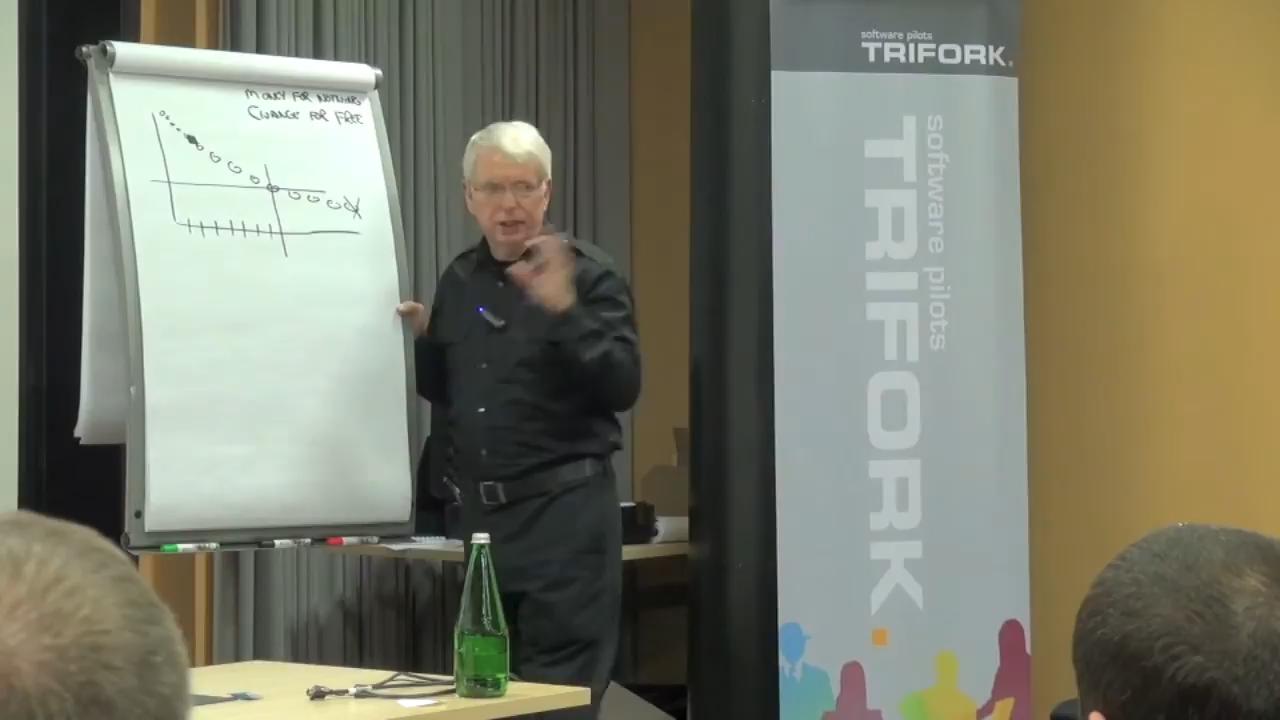 MONEY FOR NOTHING
CHANGE FOR FREE
software pilots
TRIFORK.
software pilots
TRIFORK.